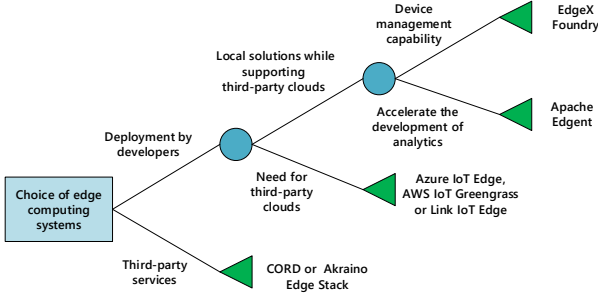 Device
management
capability
EdgeX
Foundry
Local solutions while
supporting
third-party clouds
Accelerate the
development of
analytics
Apache
Edgent
Deployment by
developers
Need for
third-party
clouds
Azure IoT Edge,
AWS IoT Greengrass
or Link IoT Edge
Choice of edge
computing
systems
Third-party
services
CORD or Akraino
Edge Stack